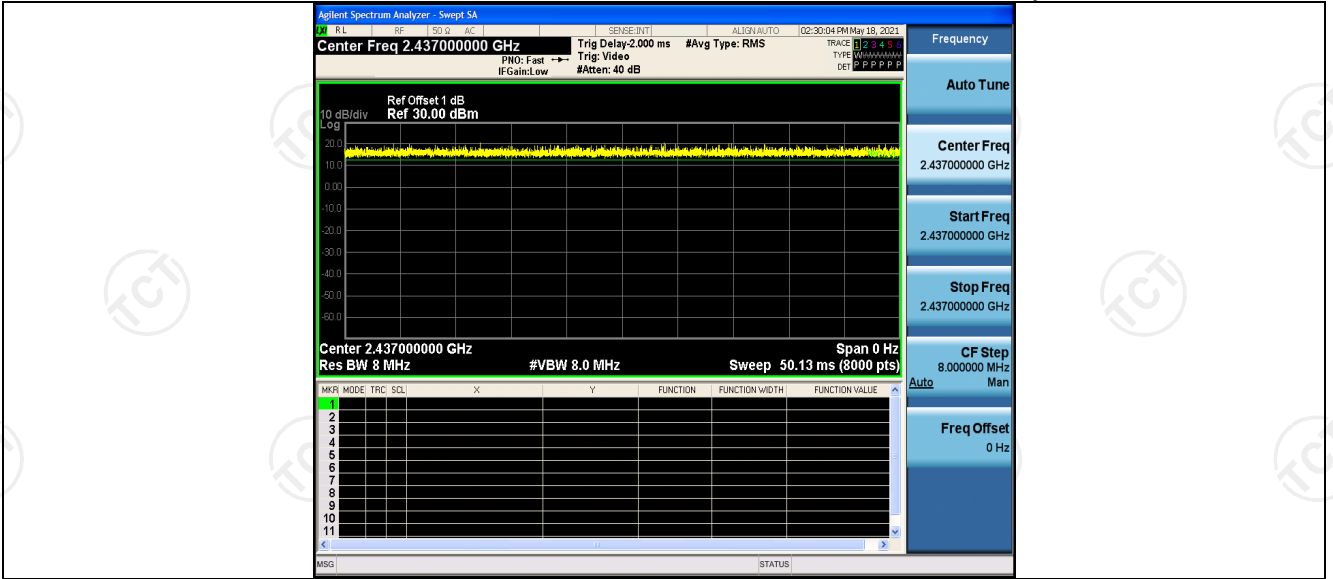 Agilent Spectrum Analyzer - Swept SA
RL RF 50 Ω AC SENSE:INT ALIGN AUTO 02:30:04 PM May 18, 2021
Center Freq 2.437000000 GHz
Trig Delay-2.000 ms #Avg Type: RMS TRACE 1 2 3 4 5 6
PNO: Fast Trig: Video TYPE
IFGain:Low #Atten: 40 dB DET P P P P P P
Ref Offset 1 dB
10 dB/div Ref 30.00 dBm
Log
20.0
10.0
0.00
-10.0
-20.0
-30.0
-40.0
-50.0
-60.0
Center 2.437000000 GHz Span 0 Hz
Res BW 8 MHz #VBW 8.0 MHz Sweep 50.13 ms (8000 pts)
MKR MODE TRC SCL X Y FUNCTION FUNCTION WIDTH FUNCTION VALUE
1
2
3
4
5
6
7
8
9
10
11
MSG STATUS
Frequency
Auto Tune
Center Freq
2.437000000 GHz
Start Freq
2.437000000 GHz
Stop Freq
2.437000000 GHz
CF Step
8.000000 MHz
Auto Man
Freq Offset
0 Hz
TCT
TCT